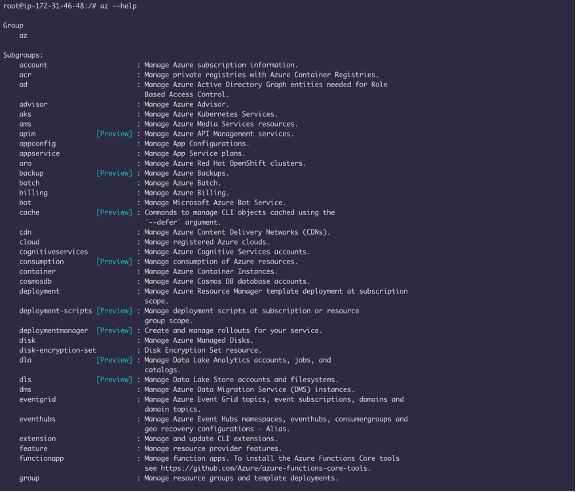 root@ip-172-31-46-48:/# az --help
Group
az
Subgroups:
account : Manage Azure subscription information.
acr : Manage private registries with Azure Container Registries.
ad : Manage Azure Active Directory Graph entities needed for Role
Based Access Control.
advisor : Manage Azure Advisor.
aks : Manage Azure Kubernetes Services.
ams : Manage Azure Media Services resources.
apim [Preview] : Manage Azure API Management services.
appconfig : Manage App Configurations.
appservice : Manage App Service plans.
aro : Manage Azure Red Hat OpenShift clusters.
backup [Preview] : Manage Azure Backups.
batch : Manage Azure Batch.
billing : Manage Azure Billing.
bot : Manage Microsoft Azure Bot Service.
cache [Preview] : Commands to manage CLI objects cached using the
`--defer` argument.
cdn : Manage Azure Content Delivery Networks (CDNs).
cloud : Manage registered Azure clouds.
cognitiveservices : Manage Azure Cognitive Services accounts.
consumption [Preview] : Manage consumption of Azure resources.
container : Manage Azure Container Instances.
cosmosdb : Manage Azure Cosmos DB database accounts.
deployment : Manage Azure Resource Manager template deployment at subscription
scope.
deployment-scripts [Preview] : Manage deployment scripts at subscription or resource
group scope.
deploymentmanager [Preview] : Create and manage rollouts for your service.
disk : Manage Azure Managed Disks.
disk-encryption-set : Disk Encryption Set resource.
dla [Preview] : Manage Data Lake Analytics accounts, jobs, and
catalogs.
dls [Preview] : Manage Data Lake Store accounts and filesystems.
dms : Manage Azure Data Migration Service (DMS) instances.
eventgrid : Manage Azure Event Grid topics, event subscriptions, domains and
domain topics.
eventhubs : Manage Azure Event Hubs namespaces, eventhubs, consumergroups and
geo recovery configurations - Alias.
extension : Manage and update CLI extensions.
feature : Manage resource provider features.
functionapp : Manage function apps. To install the Azure Functions Core tools
see https://github.com/Azure/azure-functions-core-tools.
group : Manage resource groups and template deployments.